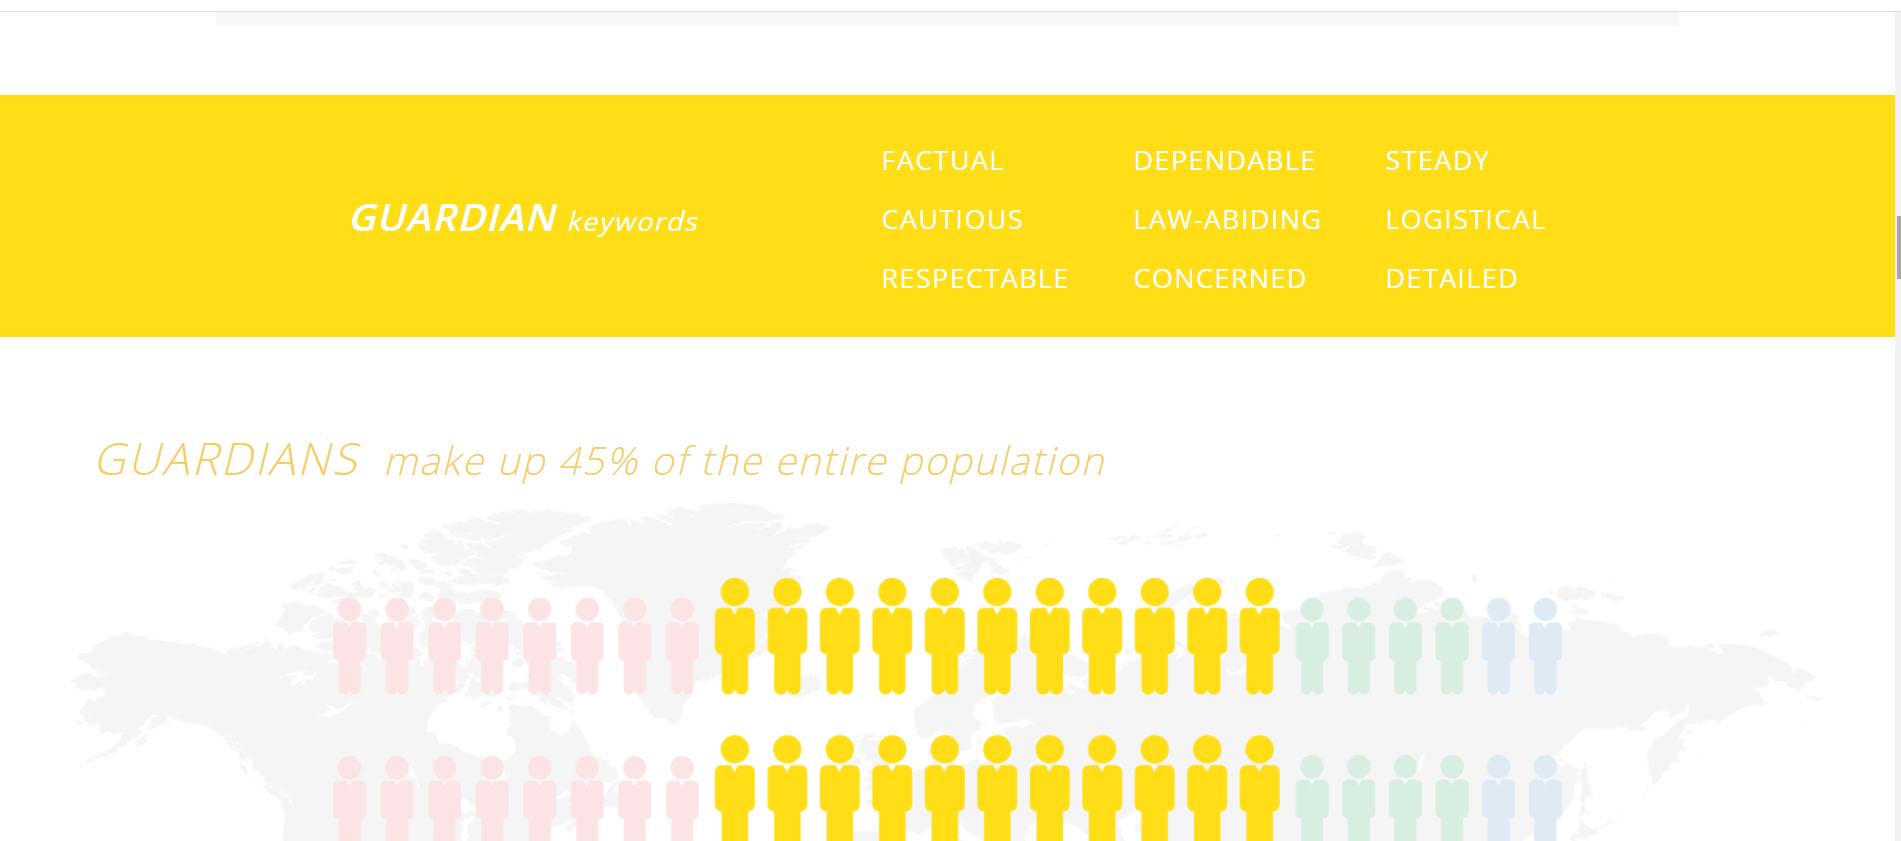 GUARDIAN keywords
FACTUAL DEPENDABLE STEADY
CAUTIOUS LAW-ABIDING LOGISTICAL
RESPECTABLE CONCERNED DETAILED
GUARDIANS make up 45% of the entire population